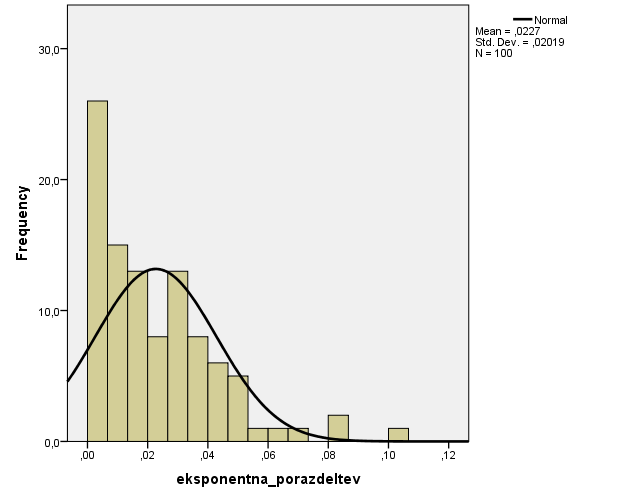 Normal
Mean = ,0227
Std. Dev. = ,02019
N = 100
30,0
20,0
10,0
0,0
Frequency
,00 ,02 ,04 ,06 ,08 ,10 ,12
eksponentna_porazdeltev